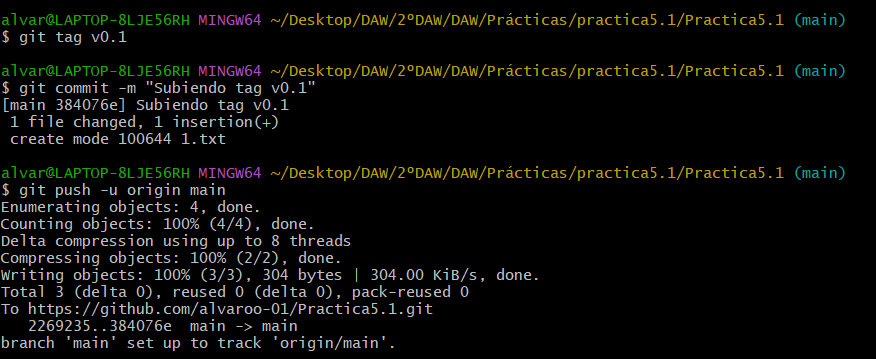 alvar@LAPTOP-8LJE56RH MINGW64 ~/Desktop/DAW/2ºDAW/DAW/Prácticas/practica5.1/Practica5.1 (main)
$ git tag v0.1
alvar@LAPTOP-8LJE56RH MINGW64 ~/Desktop/DAW/2ºDAW/DAW/Prácticas/practica5.1/Practica5.1 (main)
$ git commit -m "Subiendo tag v0.1"
[main 384076e] Subiendo tag v0.1
 1 file changed, 1 insertion(+)
 create mode 100644 1.txt
alvar@LAPTOP-8LJE56RH MINGW64 ~/Desktop/DAW/2ºDAW/DAW/Prácticas/practica5.1/Practica5.1 (main)
$ git push -u origin main
Enumerating objects: 4, done.
Counting objects: 100% (4/4), done.
Delta compression using up to 8 threads
Compressing objects: 100% (2/2), done.
Writing objects: 100% (3/3), 304 bytes | 304.00 KiB/s, done.
Total 3 (delta 0), reused 0 (delta 0), pack-reused 0
To https://github.com/alvaroo-01/Practica5.1.git
   2269235..384076e  main -> main
branch 'main' set up to track 'origin/main'.